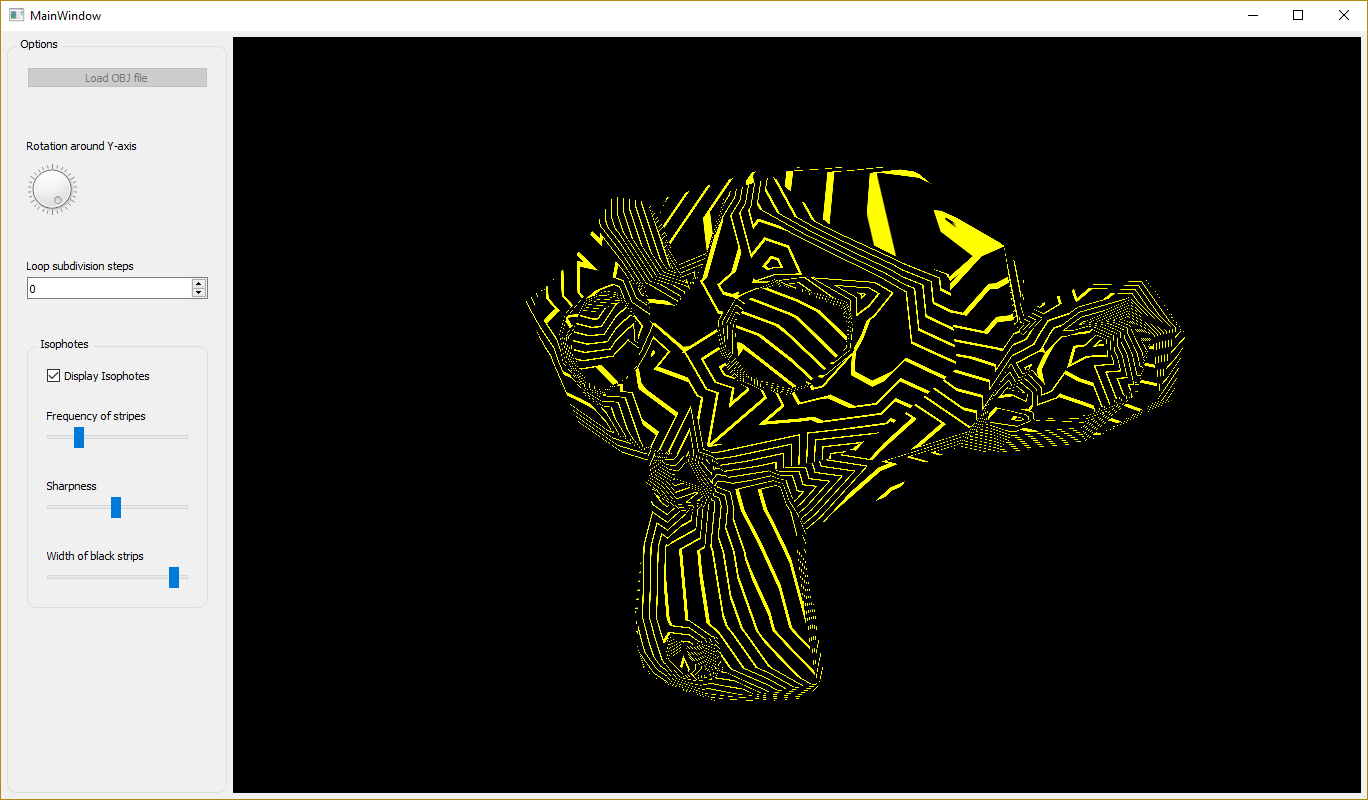 MainWindow
Options
Load OBJ file
Rotation around Y-axis
Loop subdivision steps
0
Isophotes
Display Isophotes
Frequency of stripes
Sharpness
Width of black strips